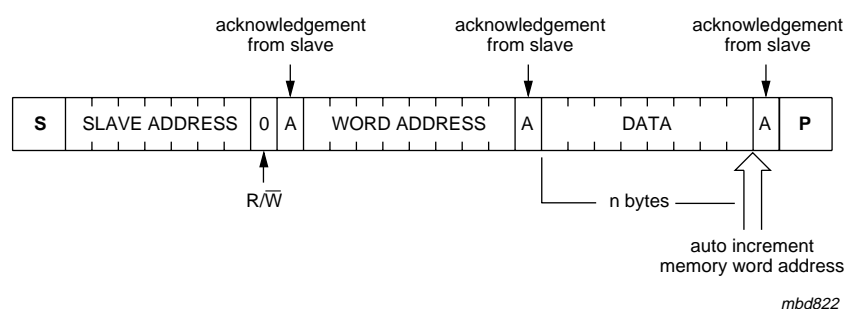 acknowledgement
from slave
acknowledgement
from slave
acknowledgement
from slave
S SLAVE ADDRESS 0 A WORD ADDRESS A DATA A P
R/W̅
n bytes
auto increment
memory word address
mbd822